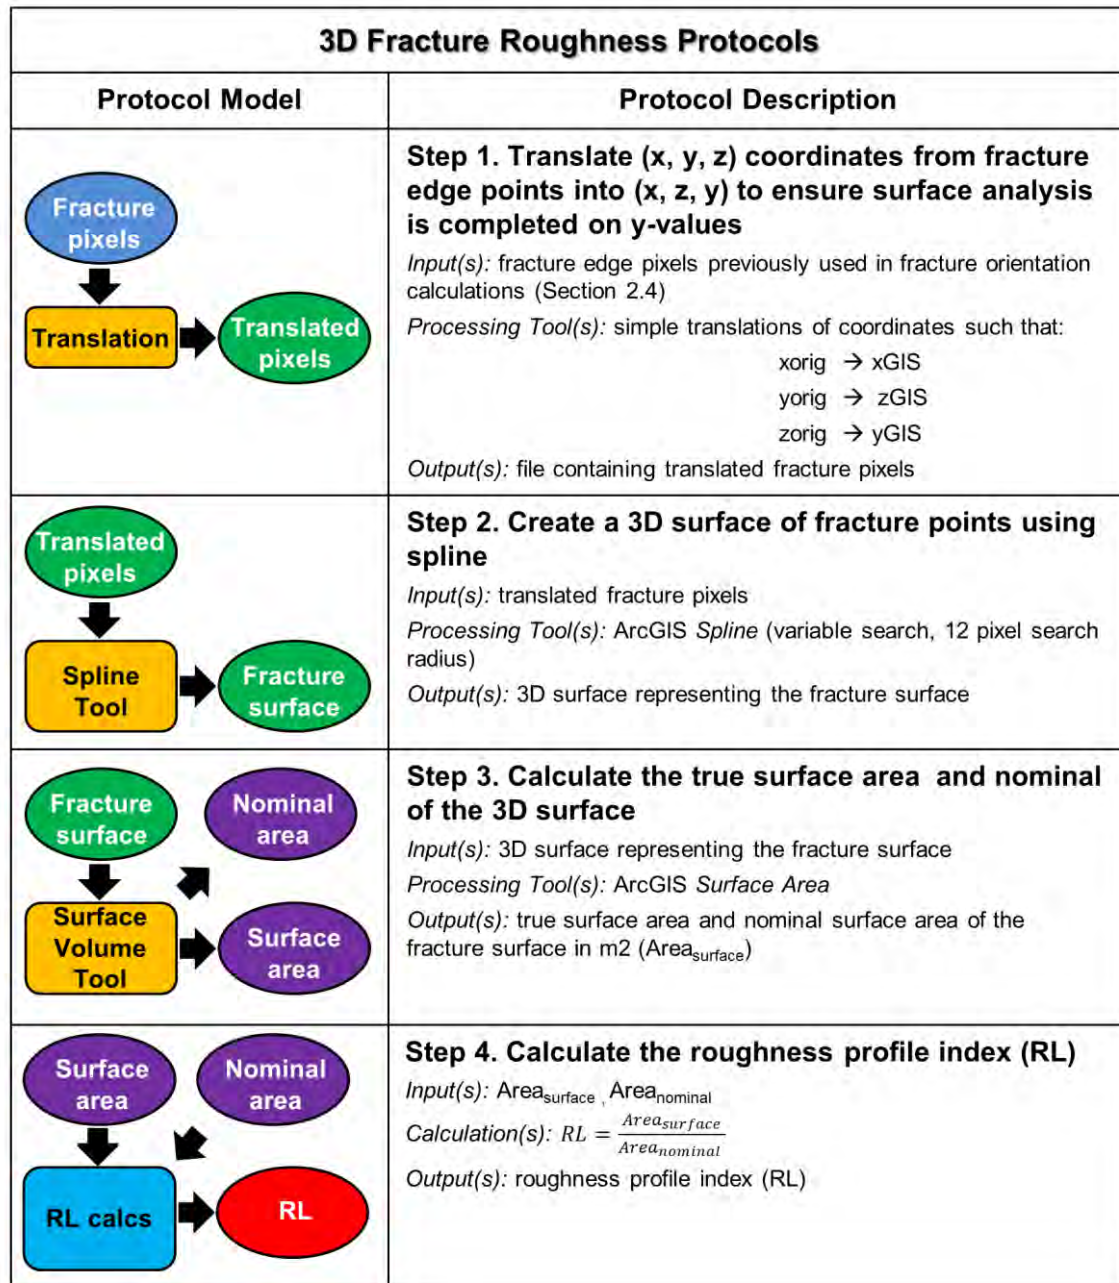 3D Fracture Roughness Protocols
Protocol Model
Protocol Description
Fracture
pixels
Translation
Translated
pixels
Step 1. Translate (x, y, z) coordinates from fracture
edge points into (x, z, y) to ensure surface analysis
is completed on y-values
Input(s): fracture edge pixels previously used in fracture orientation
calculations (Section 2.4)
Processing Tool(s): simple translations of coordinates such that:
xorig → xGIS
yorig → zGIS
zorig → yGIS
Output(s): file containing translated fracture pixels
Translated
pixels
Spline
Tool
Fracture
surface
Step 2. Create a 3D surface of fracture points using
spline
Input(s): translated fracture pixels
Processing Tool(s): ArcGIS Spline (variable search, 12 pixel search
radius)
Output(s): 3D surface representing the fracture surface
Fracture
surface
Nominal
area
Surface
Volume
Tool
Surface
area
Step 3. Calculate the true surface area and nominal
of the 3D surface
Input(s): 3D surface representing the fracture surface
Processing Tool(s): ArcGIS Surface Area
Output(s): true surface area and nominal surface area of the
fracture surface in m2 (Area_surface)
Surface
area
Nominal
area
RL calcs
RL
Step 4. Calculate the roughness profile index (RL)
Input(s): Area_surface , Area_nominal
Calculation(s): RL = Area_surface / Area_nominal
Output(s): roughness profile index (RL)